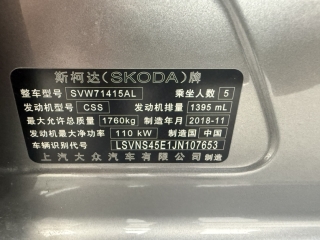 斯柯达(SKODA)牌
整车型号 SVW71415AL 乘坐人数 5
发动机型号 CSS 发动机排量 1395 mL
最大允许总质量 1760kg 制造年月 2018-11
发动机最大净功率 110 kW 制造国 中国
车辆识别代号 LSVNS45E1JN107653
上汽大众汽车有限公司制造